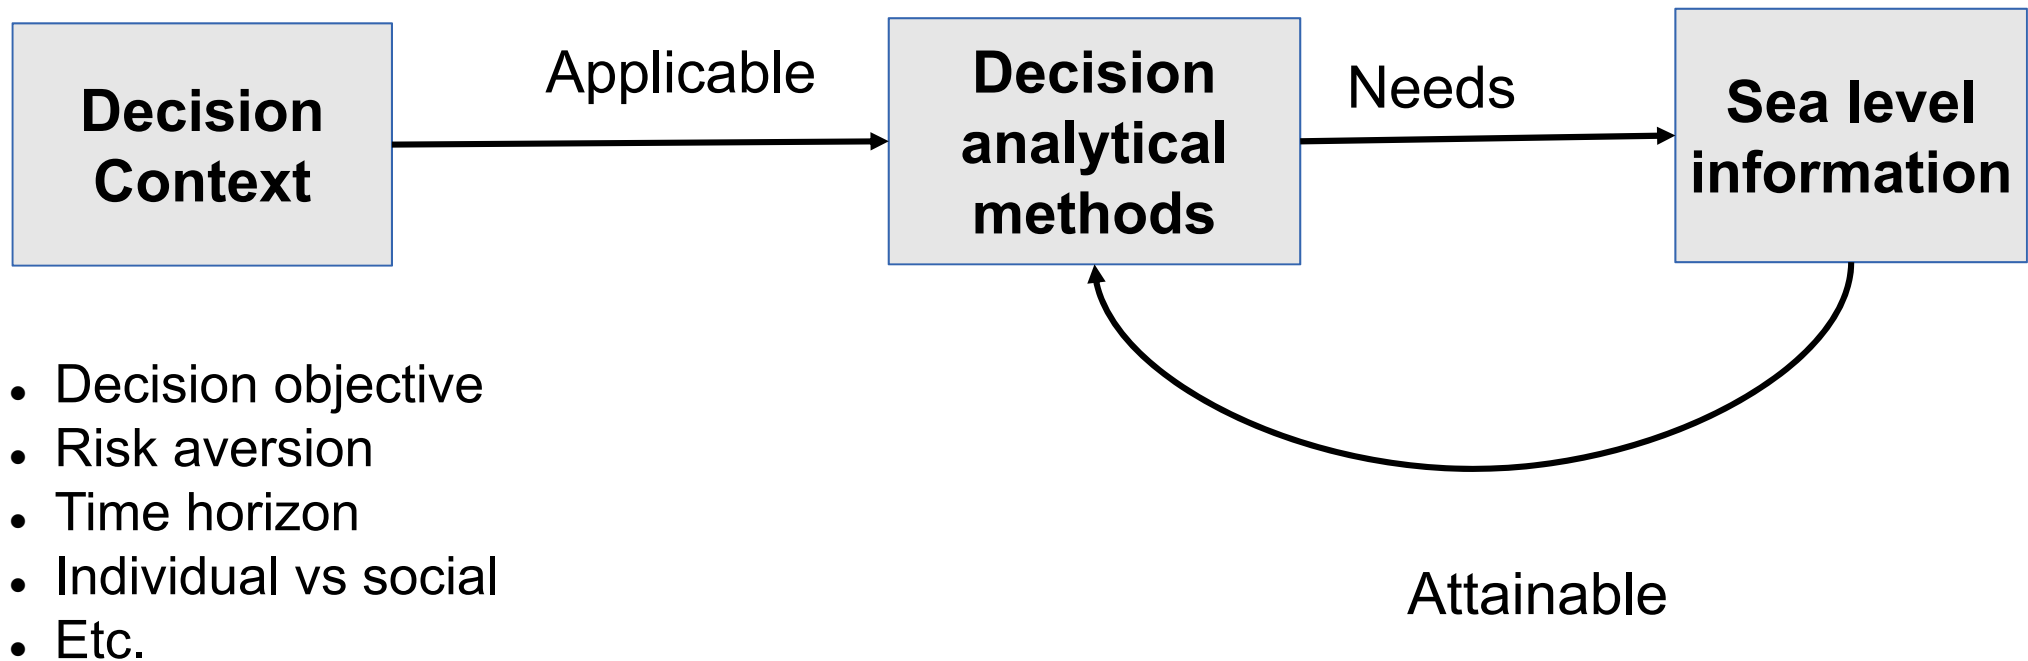 Decision
Context
Applicable
Decision
analytical
methods
Needs
Sea level
information
• Decision objective
• Risk aversion
• Time horizon
• Individual vs social
• Etc.
Attainable